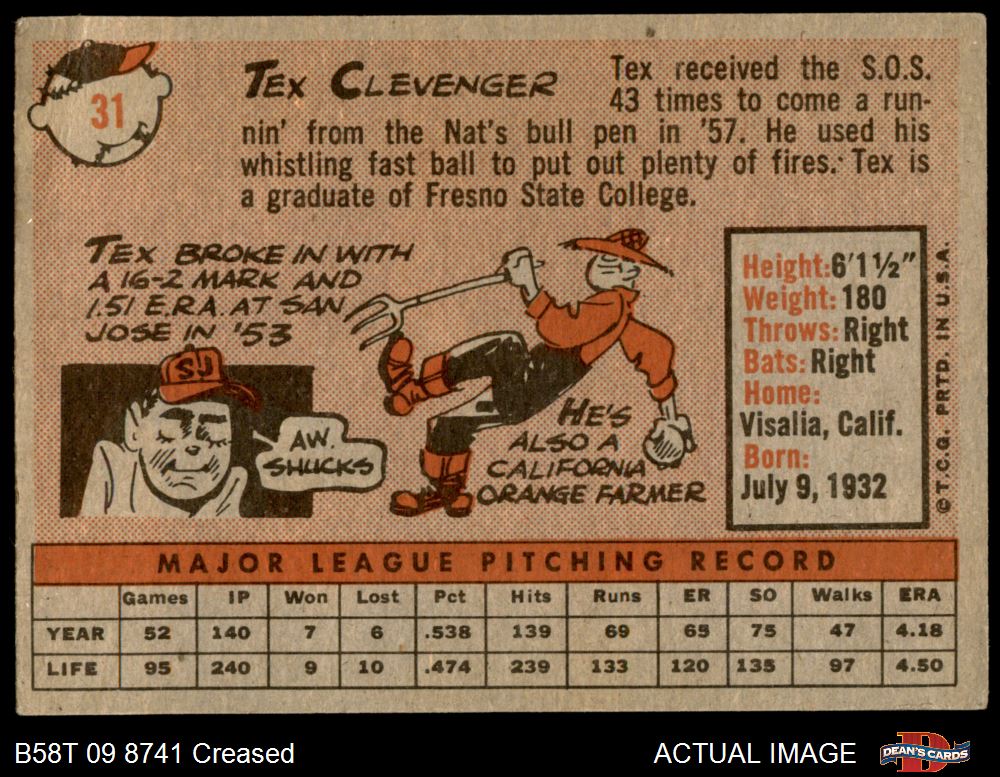 31
TEX CLEVENGER
Tex received the S.O.S.
43 times to come a run-
nin' from the Nat's bull pen in '57. He used his
whistling fast ball to put out plenty of fires. Tex is
a graduate of Fresno State College.
TEX BROKE IN WITH
A 16-2 MARK AND
1.51 E.R.A. AT SAN
JOSE IN '53
SJ
AW.
SHUCKS
HE'S
ALSO A
CALIFORNIA
ORANGE FARMER
Height: 6'1½"
Weight: 180
Throws: Right
Bats: Right
Home:
Visalia, Calif.
Born:
July 9, 1932
© T.C.G. PRTD. IN U.S.A.
MAJOR LEAGUE PITCHING RECORD
Games IP Won Lost Pct Hits Runs ER SO Walks ERA
YEAR 52 140 7 6 .538 139 69 65 75 47 4.18
LIFE 95 240 9 10 .474 239 133 120 135 97 4.50
B58T 09 8741 Creased
ACTUAL IMAGE
DEAN'S CARDS